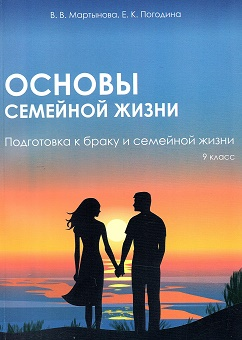 В. В. Мартынова, Е. К. Погодина
ОСНОВЫ
СЕМЕЙНОЙ ЖИЗНИ
Подготовка к браку и семейной жизни
9 класс